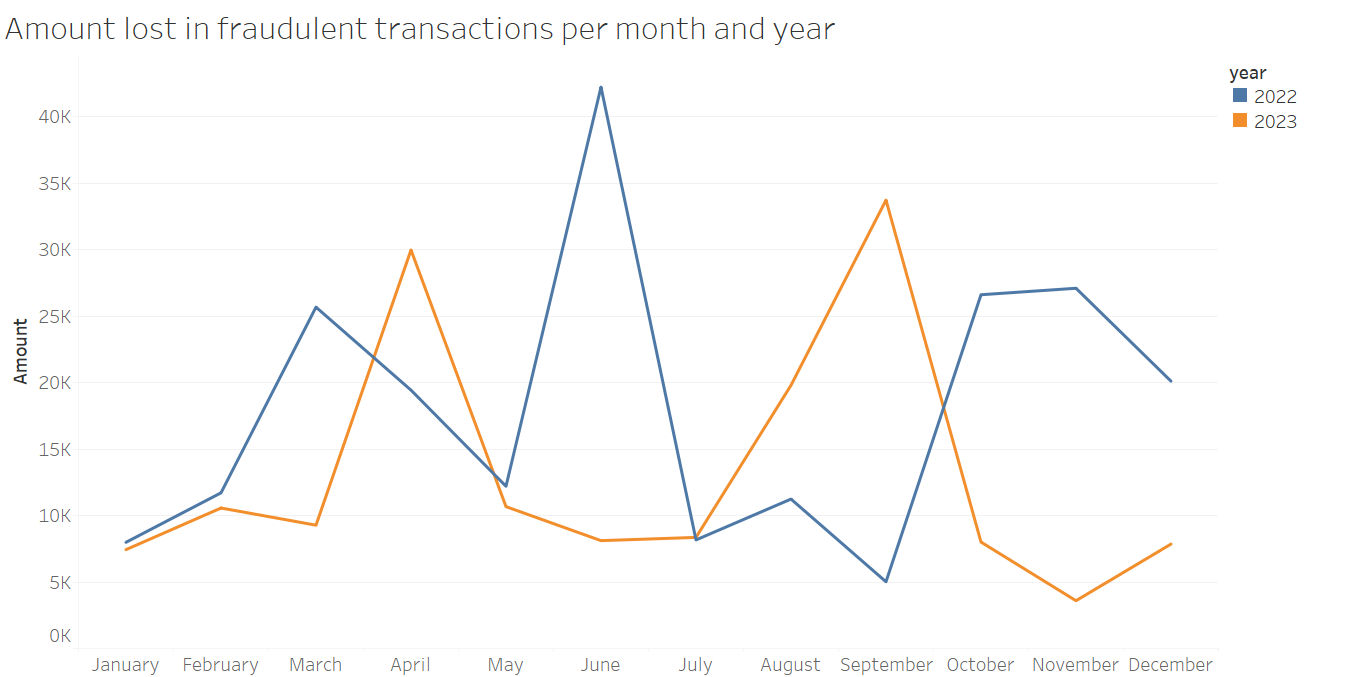 Amount lost in fraudulent transactions per month and year
year
2022
2023
40K
35K
30K
25K
20K
15K
10K
5K
0K
Amount
January February March April May June July August September October November December